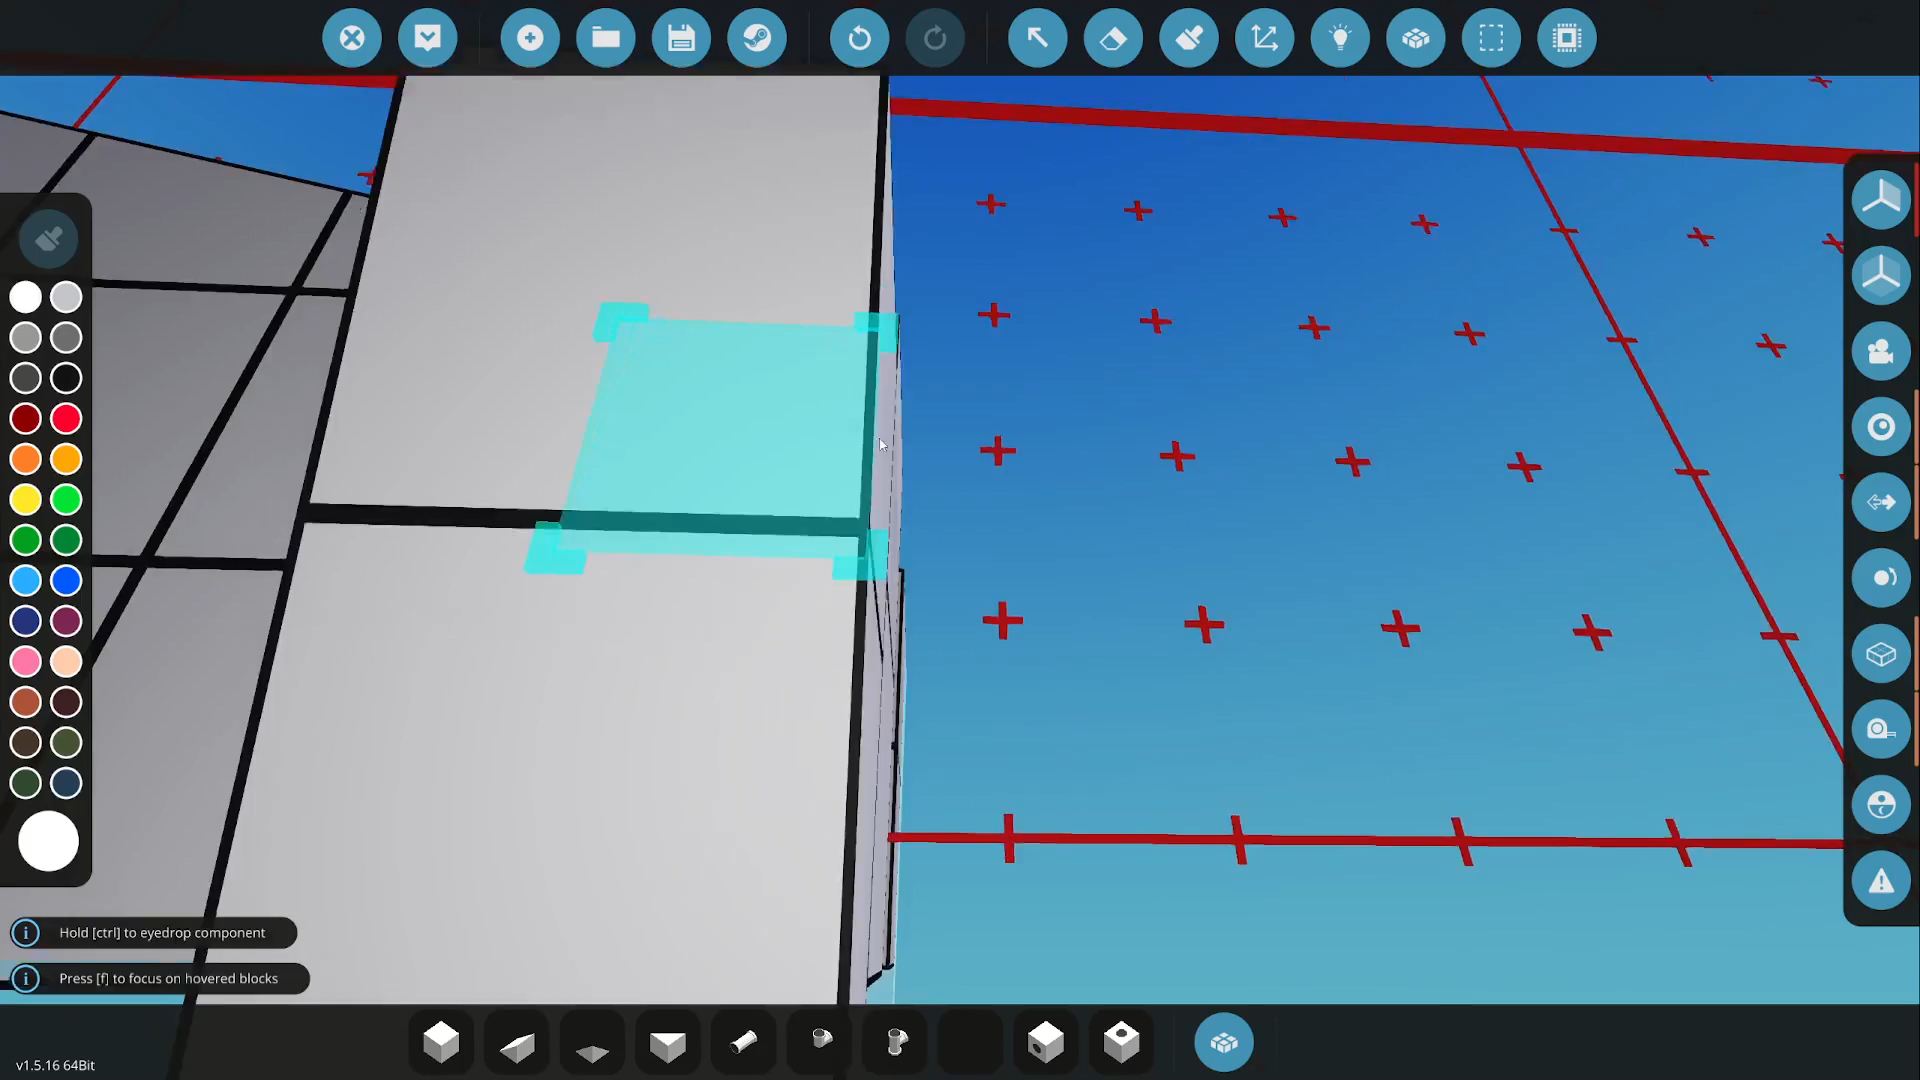 Hold [ctrl] to eyedrop component
Press [f] to focus on hovered blocks
v1.5.16 64Bit